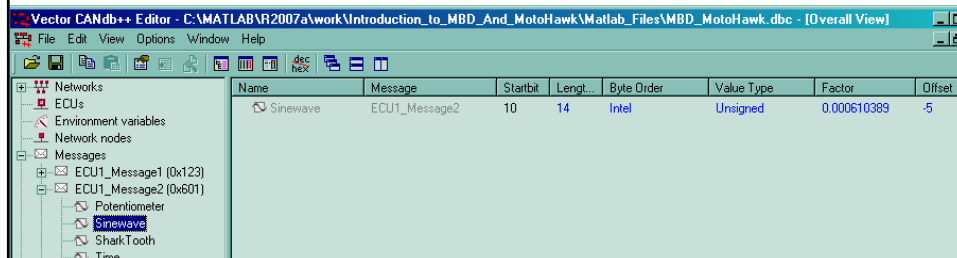 Vector CANdb++ Editor - C:\MATLAB\R2007a\work\Introduction_to_MBD_And_MotoHawk\Matlab_Files\MBD_MotoHawk.dbc - [Overall View]
File Edit View Options Window Help
dec
hex
Networks
ECUs
Environment variables
Network nodes
Messages
ECU1_Message1 (0x123)
ECU1_Message2 (0x601)
Potentiometer
Sinewave
SharkTooth
Time
Name Message Startbit Lengt... Byte Order Value Type Factor Offset
Sinewave ECU1_Message2 10 14 Intel Unsigned 0.000610389 -5